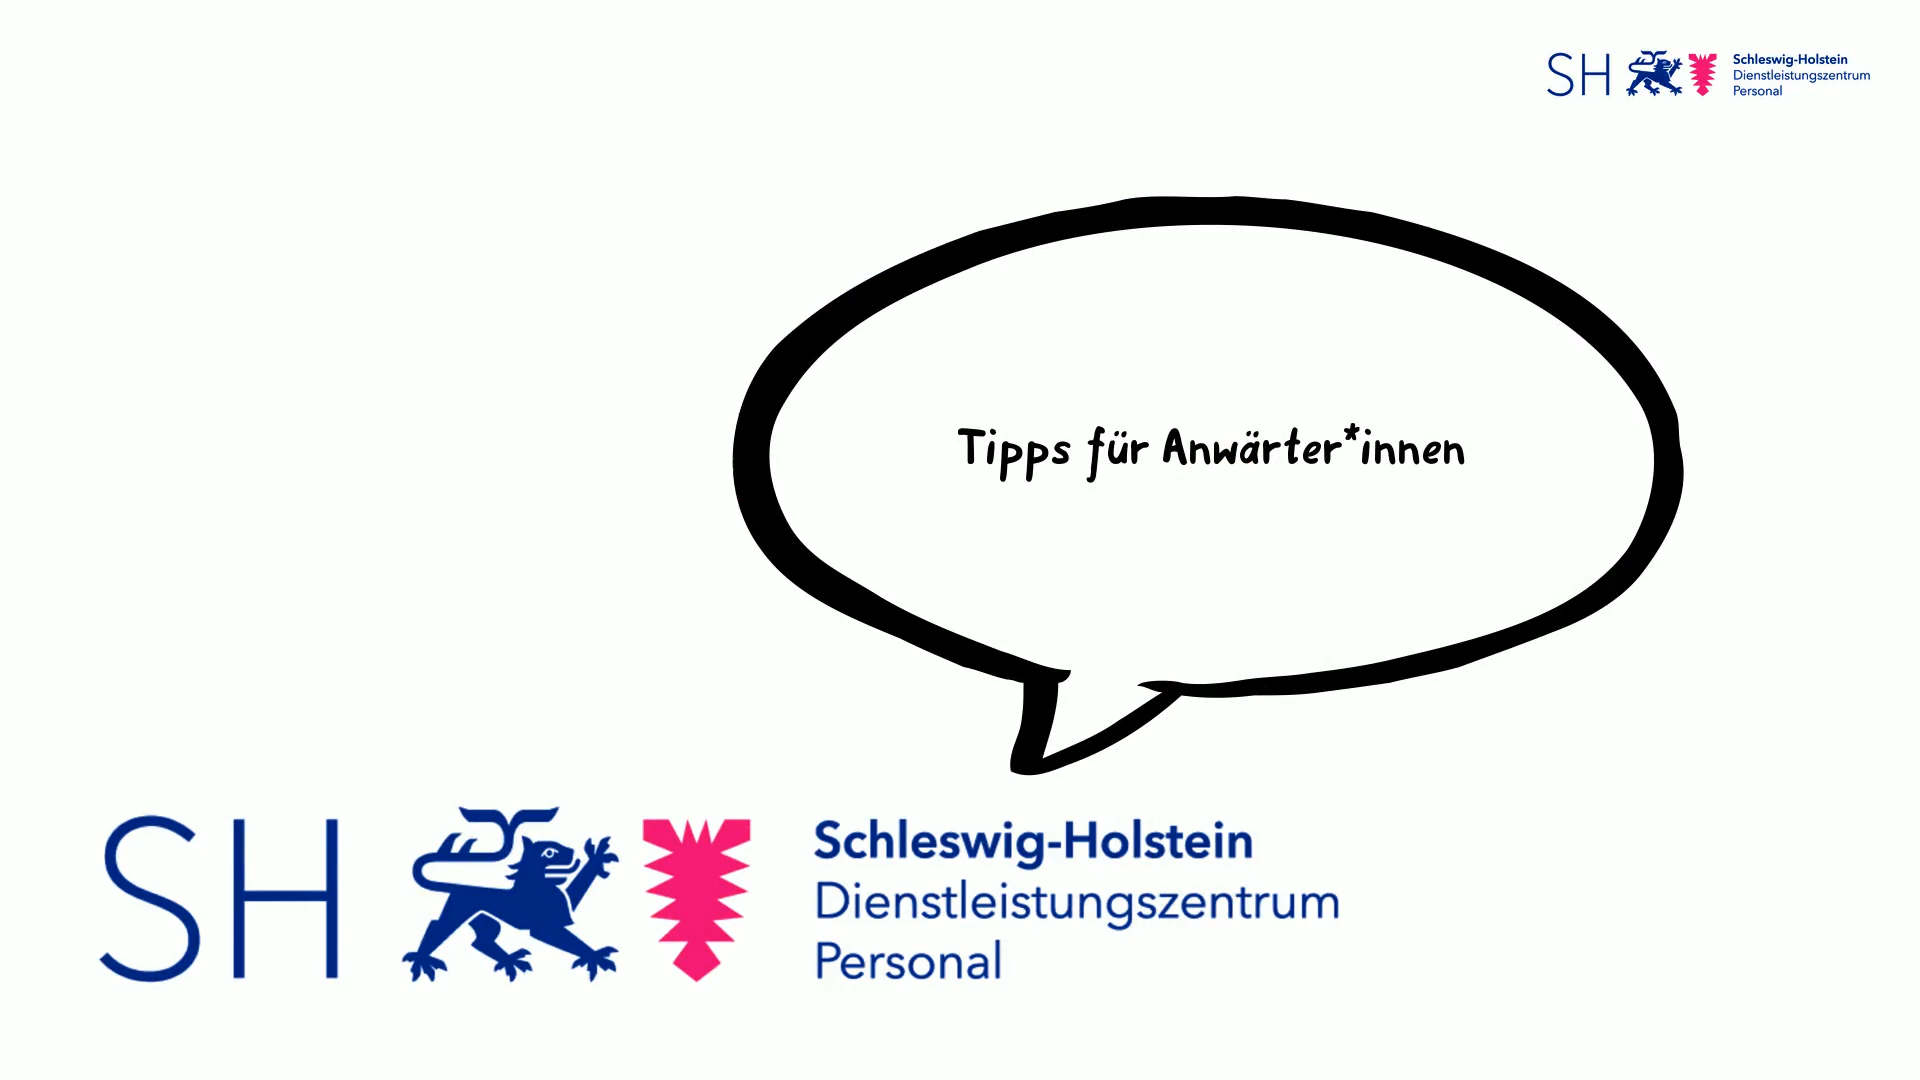 SH
Schleswig-Holstein
Dienstleistungszentrum
Personal
Tipps für Anwärter*innen
SH
Schleswig-Holstein
Dienstleistungszentrum
Personal